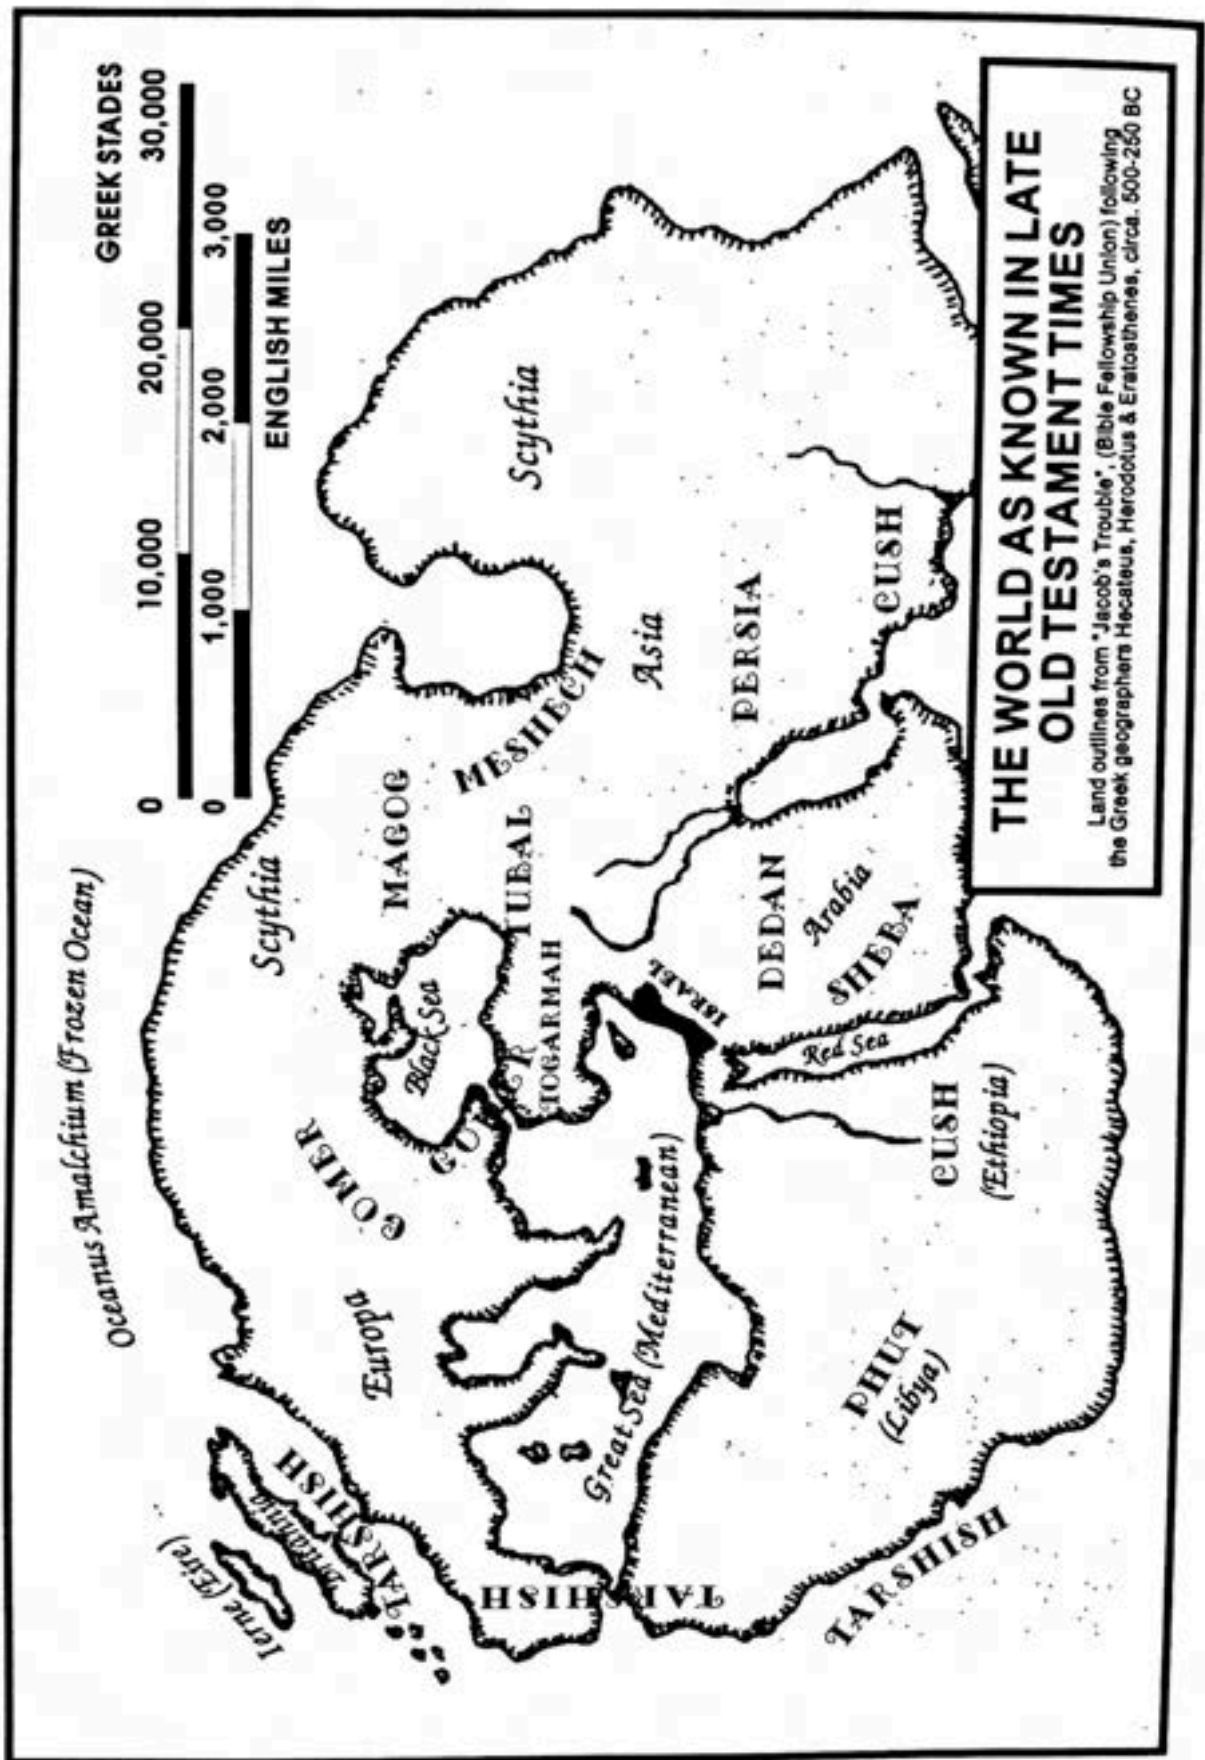 GREEK STADES
0 10,000 20,000 30,000
0 1,000 2,000 3,000
ENGLISH MILES
Oceanus Amalchium (Frozen Ocean)
Scythia
Scythia
MAGOG
MESHECH
TUBAL
Asia
PERSIA
CUSH
Ierne (Eire)
Britannia
TARSHISH
Europa
GOMER
Black Sea
GOMER
TOGARMAH
ISRAEL
DEDAN
Arabia
SHEBA
Red Sea
Great Sea (Mediterranean)
TARSHISH
TARSHISH
PHUT
(Libya)
CUSH
(Ethiopia)
THE WORLD AS KNOWN IN LATE
OLD TESTAMENT TIMES
Land outlines from "Jacob's Trouble", (Bible Fellowship Union) following
the Greek geographers Hecateus, Herodotus & Eratosthenes, circa. 500-250 BC